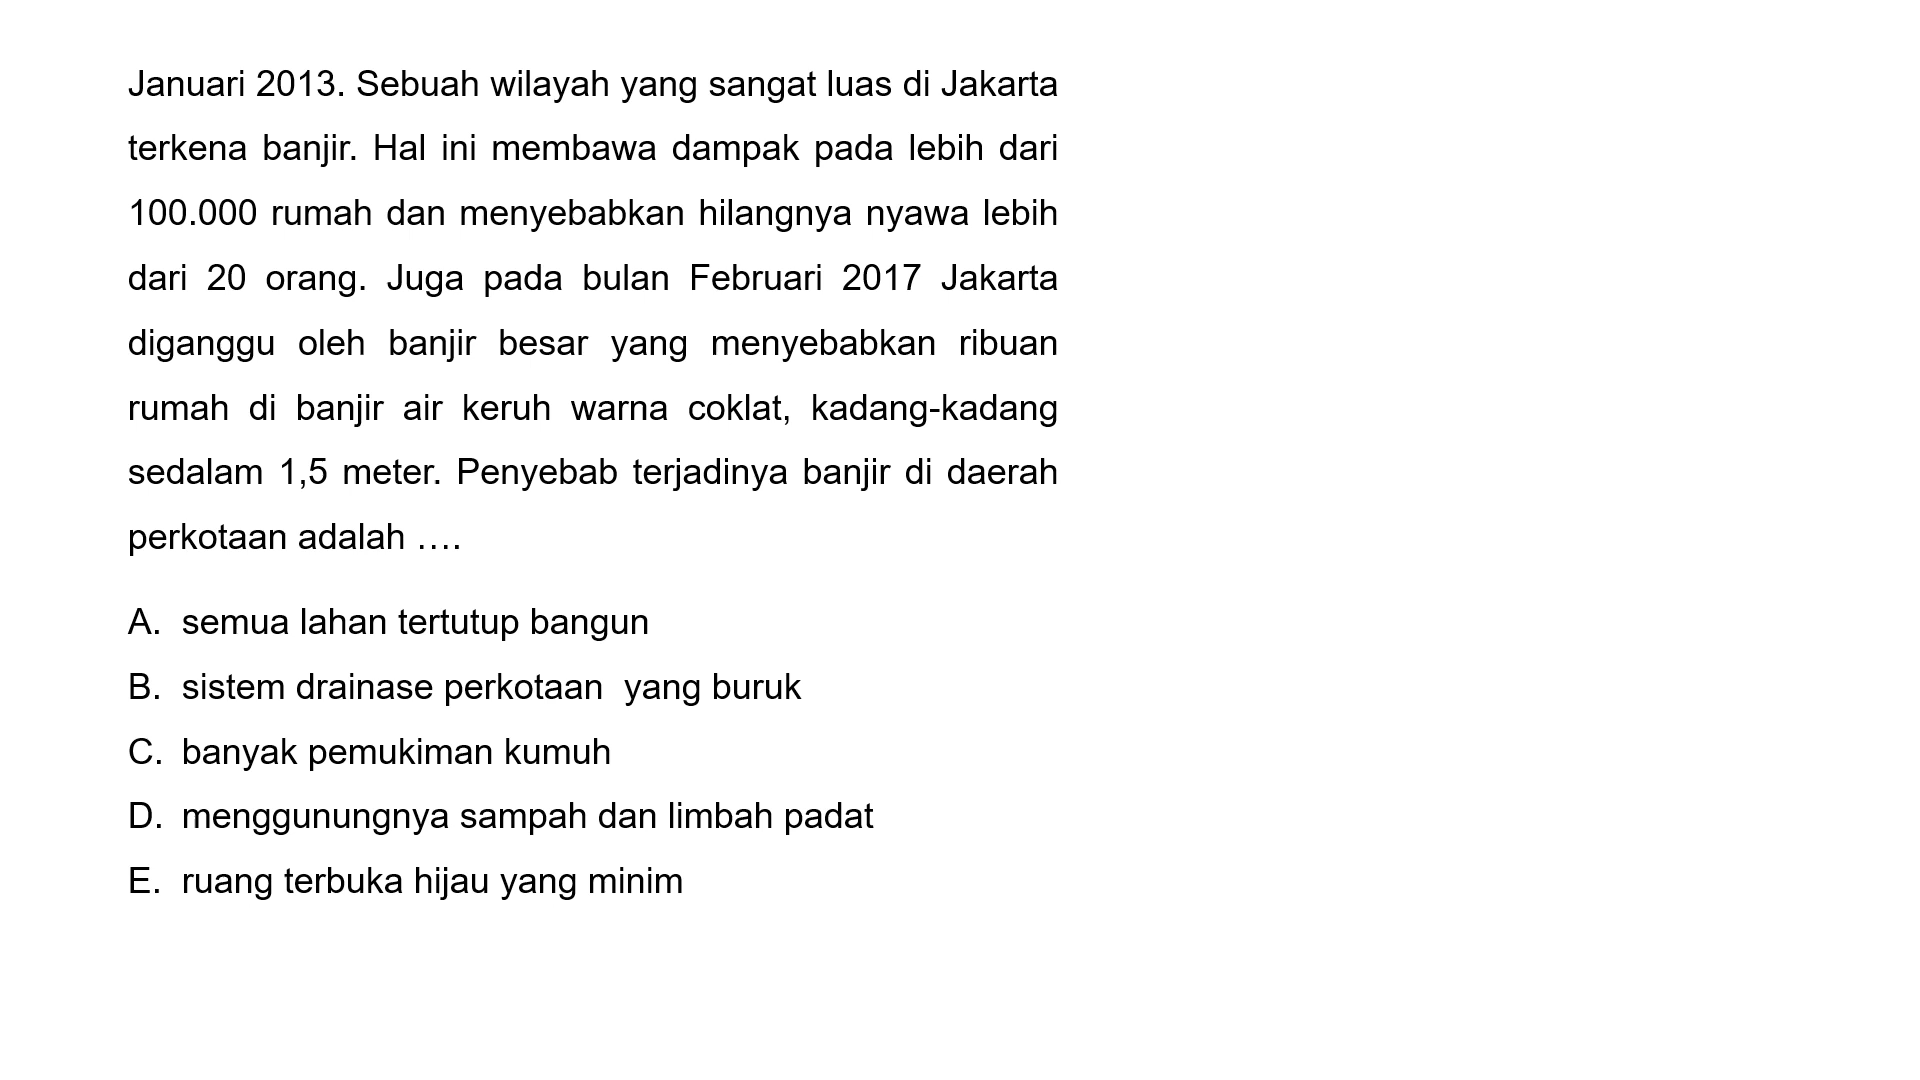 Januari 2013. Sebuah wilayah yang sangat luas di Jakarta
terkena banjir. Hal ini membawa dampak pada lebih dari
100.000 rumah dan menyebabkan hilangnya nyawa lebih
dari 20 orang. Juga pada bulan Februari 2017 Jakarta
diganggu oleh banjir besar yang menyebabkan ribuan
rumah di banjir air keruh warna coklat, kadang-kadang
sedalam 1,5 meter. Penyebab terjadinya banjir di daerah
perkotaan adalah ….
A. semua lahan tertutup bangun
B. sistem drainase perkotaan  yang buruk
C. banyak pemukiman kumuh
D. menggunungnya sampah dan limbah padat
E. ruang terbuka hijau yang minim